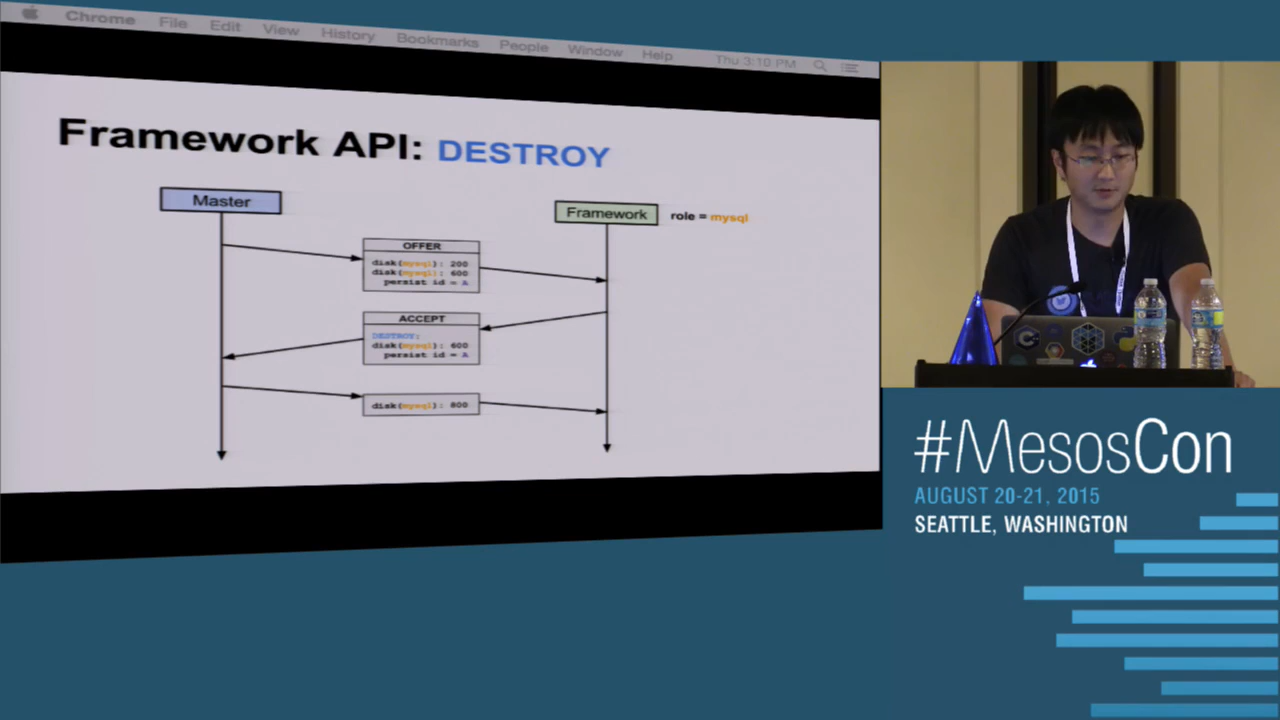 Chrome File Edit View History Bookmarks People Window Help Thu 3:10 PM
Framework API: DESTROY
Master
Framework
role = mysql
OFFER
disk(mysql): 200
disk(mysql): 600
persist id = A
ACCEPT
DESTROY:
disk(mysql): 600
persist id = A
disk(mysql): 800
#MesosCon
AUGUST 20-21, 2015
SEATTLE, WASHINGTON